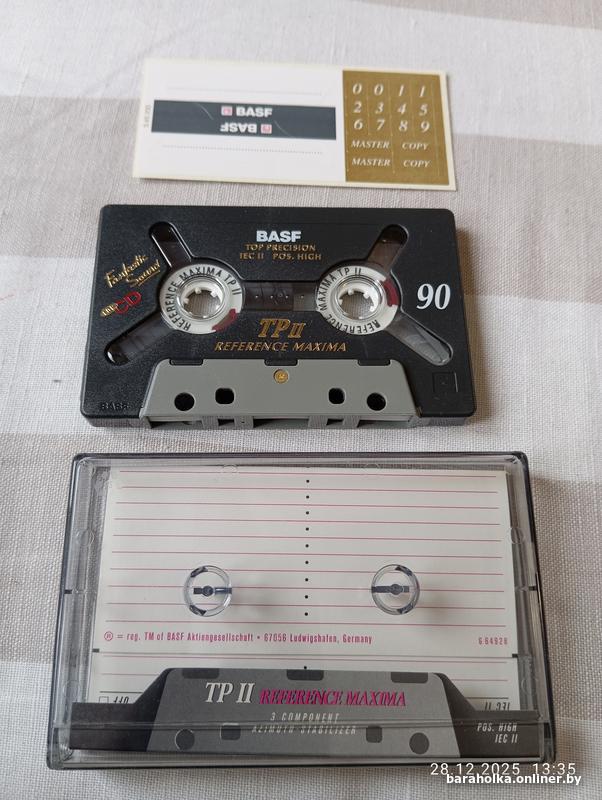 BASF
BASF
0 0 1 1
2 3 4 5
6 7 8 9
MASTER COPY
MASTER COPY
BASF
TOP PRECISION
IEC II POS. HIGH
Fantastic
Sound
CD
REFERENCE MAXIMA TP II
REFERENCE MAXIMA TP II
90
TP II
REFERENCE MAXIMA
BASF
® = reg. TM of BASF Aktiengesellschaft • 67056 Ludwigshafen, Germany
G 64928
TP II REFERENCE MAXIMA
3 COMPONENT
AZIMUTH STABILIZER
POS. HIGH
IEC II
28.12.2025 13:35
baraholka.onliner.by